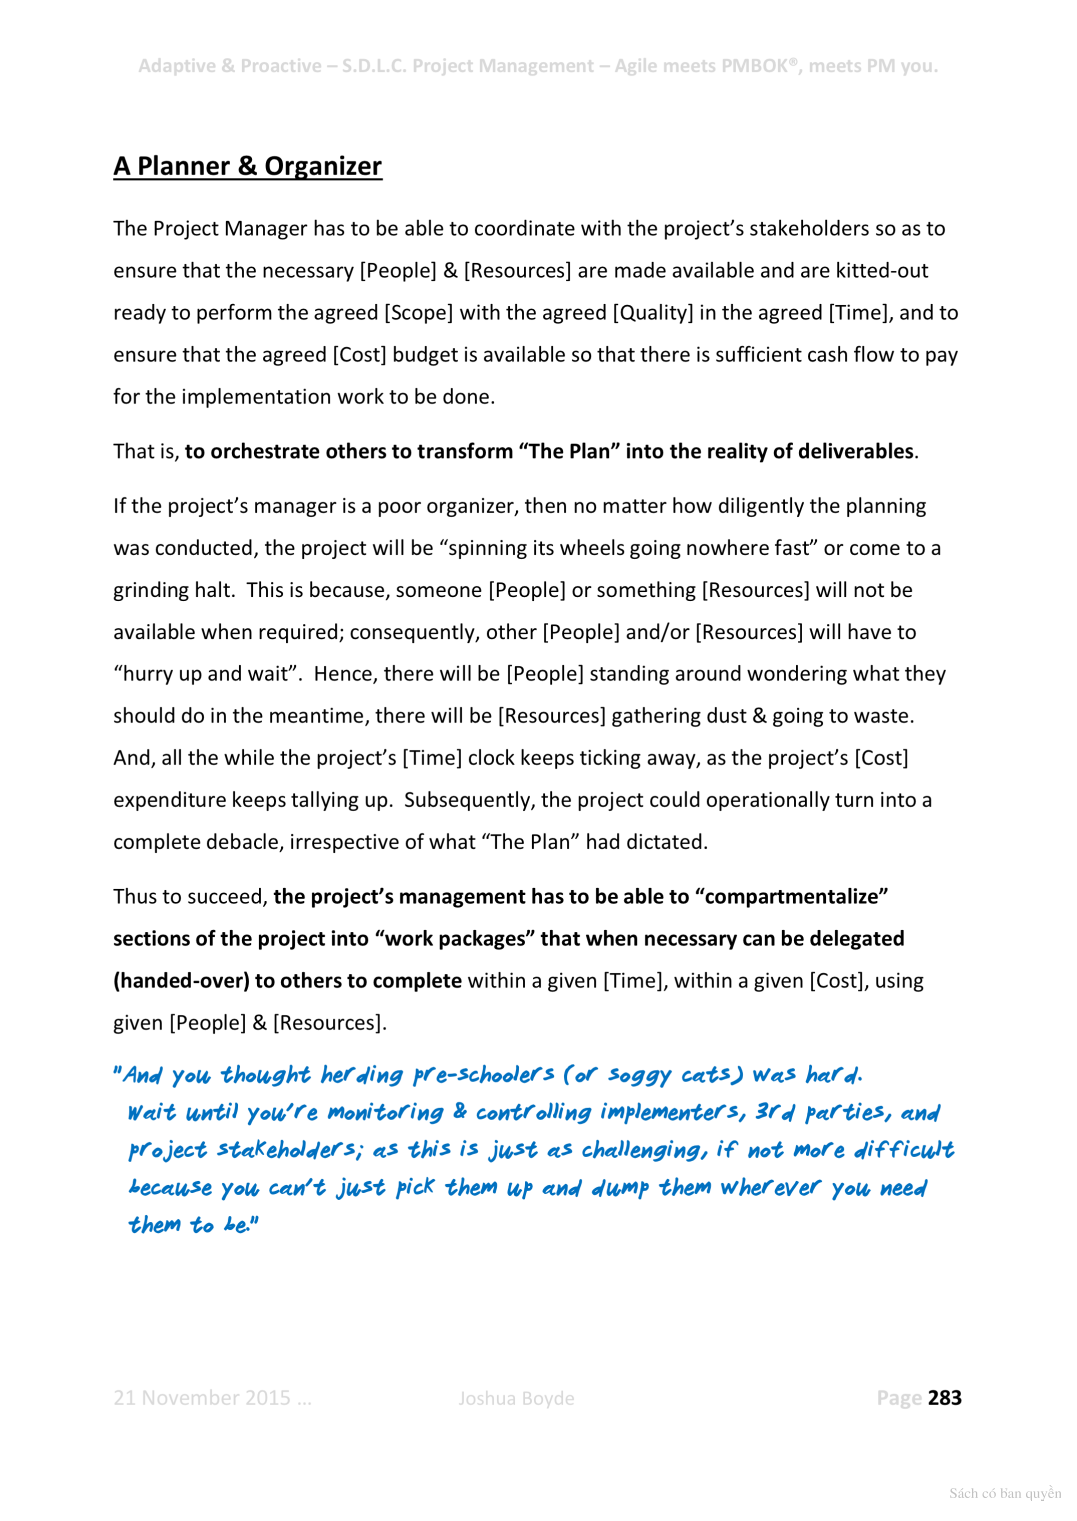 Adaptive & Proactive – S.D.L.C. Project Management – Agile meets PMBOK®, meets PM you.
A Planner & Organizer
The Project Manager has to be able to coordinate with the project’s stakeholders so as to
ensure that the necessary [People] & [Resources] are made available and are kitted-out
ready to perform the agreed [Scope] with the agreed [Quality] in the agreed [Time], and to
ensure that the agreed [Cost] budget is available so that there is sufficient cash flow to pay
for the implementation work to be done.
That is, to orchestrate others to transform “The Plan” into the reality of deliverables.
If the project’s manager is a poor organizer, then no matter how diligently the planning
was conducted, the project will be “spinning its wheels going nowhere fast” or come to a
grinding halt.  This is because, someone [People] or something [Resources] will not be
available when required; consequently, other [People] and/or [Resources] will have to
“hurry up and wait”.  Hence, there will be [People] standing around wondering what they
should do in the meantime, there will be [Resources] gathering dust & going to waste.
And, all the while the project’s [Time] clock keeps ticking away, as the project’s [Cost]
expenditure keeps tallying up.  Subsequently, the project could operationally turn into a
complete debacle, irrespective of what “The Plan” had dictated.
Thus to succeed, the project’s management has to be able to “compartmentalize”
sections of the project into “work packages” that when necessary can be delegated
(handed-over) to others to complete within a given [Time], within a given [Cost], using
given [People] & [Resources].
"And you thought herding pre-schoolers (or soggy cats) was hard.
Wait until you’re monitoring & controlling implementers, 3rd parties, and
project stakeholders; as this is just as challenging, if not more difficult
because you can’t just pick them up and dump them wherever you need
them to be."
21 November 2015 … Joshua Boyde Page 283
Sách có bản quyền